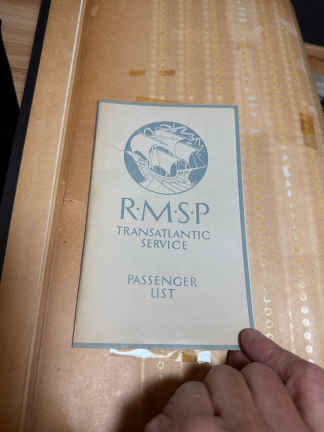 R·M·S·P
TRANSATLANTIC
SERVICE
PASSENGER
LIST